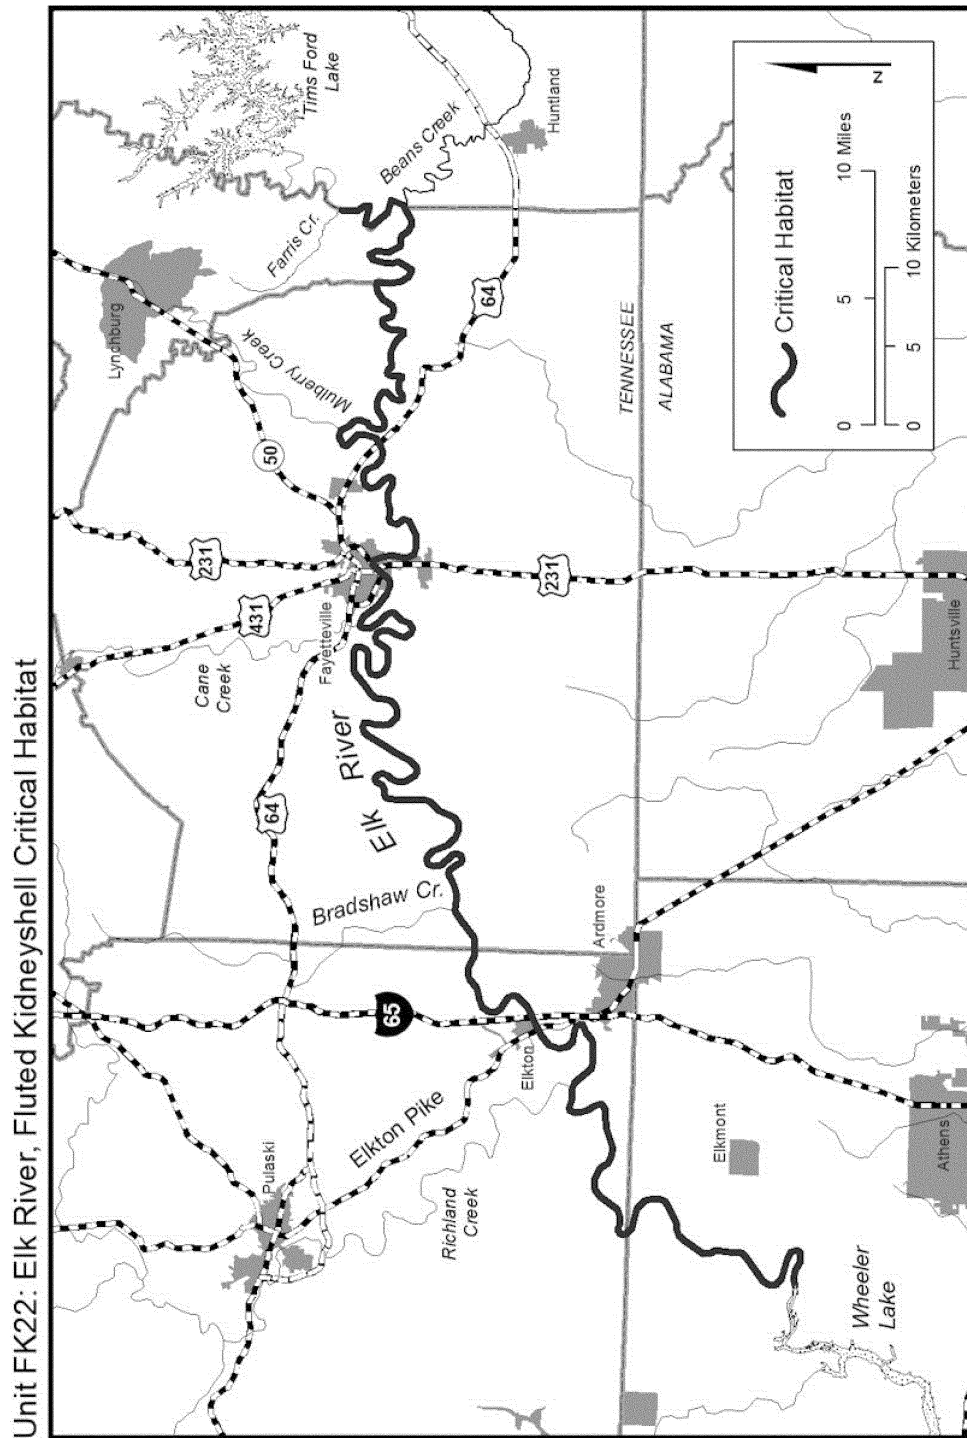 Unit FK22: Elk River, Fluted Kidneyshell Critical Habitat
Lynchburg
Tims Ford
Lake
Farris Cr.
Beans Creek
Huntland
Mulberry Creek
50
64
231
431
Cane
Creek
Fayetteville
231
64
Elk River
Bradshaw Cr.
65
Ardmore
Elkton
Elkton Pike
Pulaski
Richland
Creek
TENNESSEE
ALABAMA
Huntsville
Elkmont
Athens
Wheeler
Lake
Critical Habitat
0 5 10 Miles
0 5 10 Kilometers
N